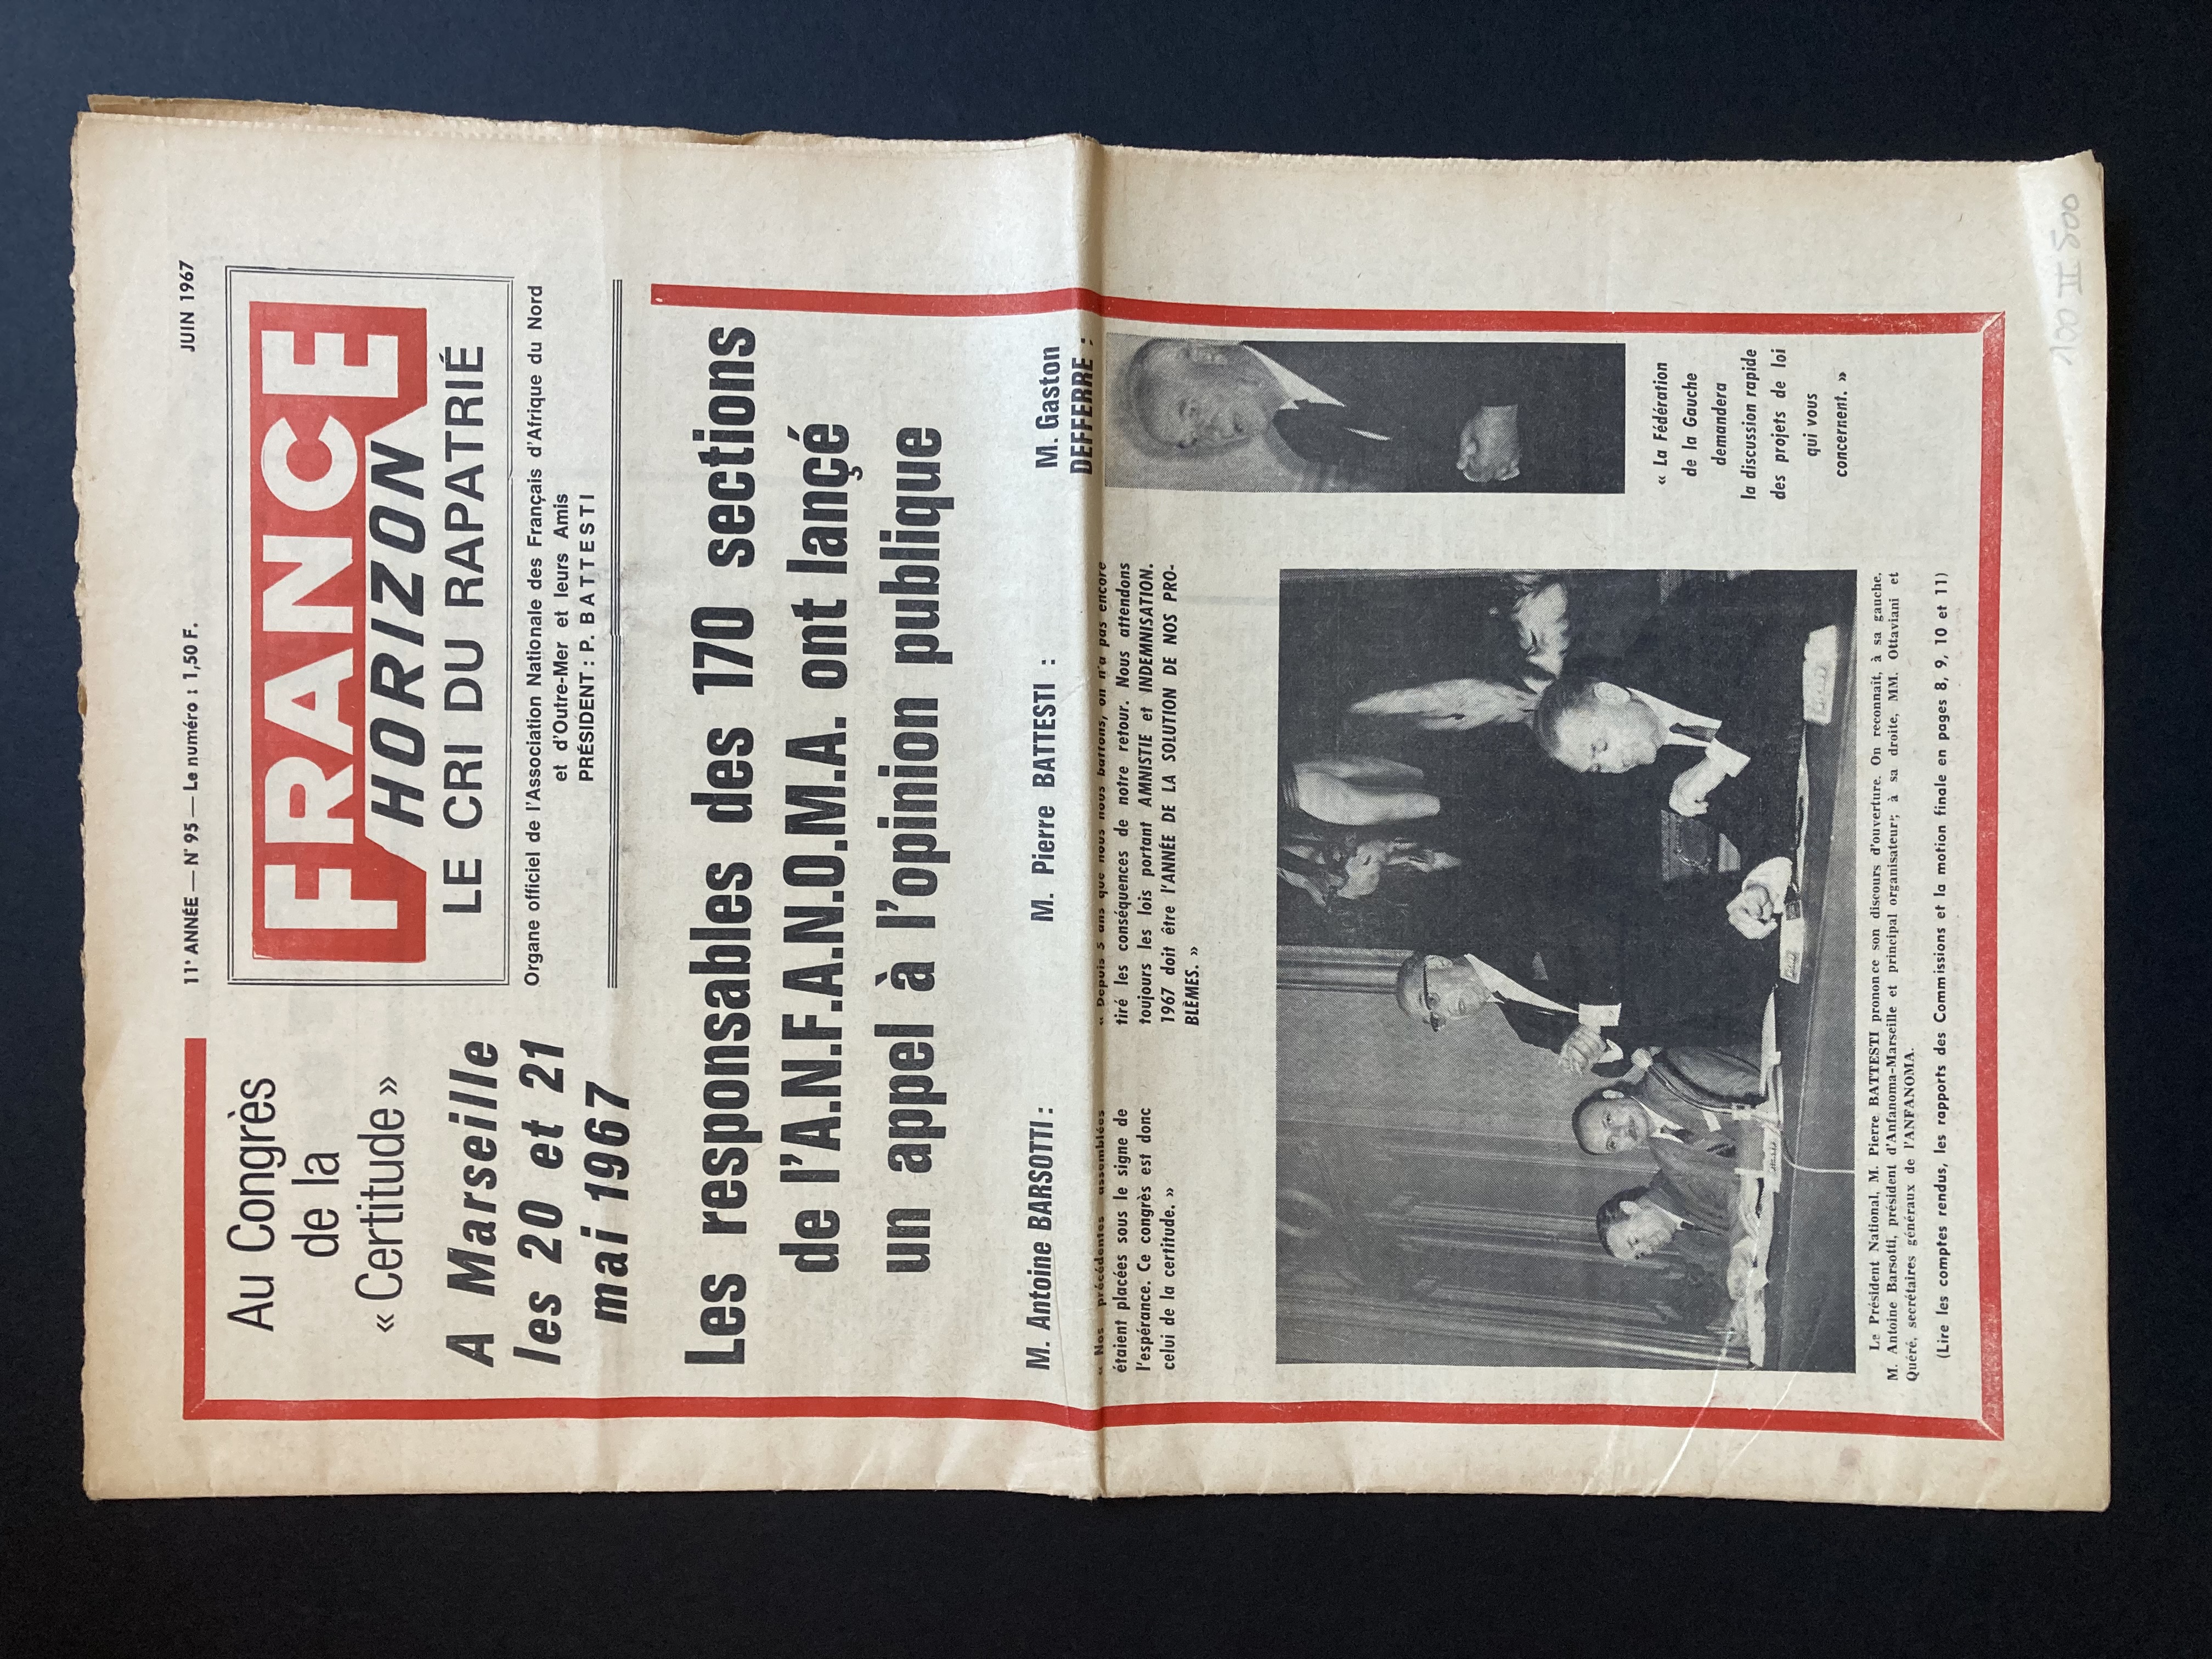 11e ANNÉE — N° 95 — Le numéro : 1,50 F.
JUIN 1967
Au Congrès
de la
« Certitude »
A Marseille
les 20 et 21
mai 1967
FRANCE
HORIZON
LE CRI DU RAPATRIÉ
Organe officiel de l'Association Nationale des Français d'Afrique du Nord
et d'Outre-Mer et leurs Amis
PRÉSIDENT : P. BATTESTI
Les responsables des 170 sections
de l'A.N.F.A.N.O.M.A. ont lançé
un appel à l'opinion publique
M. Antoine BARSOTTI :
« Nos précédentes assemblées
étaient placées sous le signe de
l'espérance. Ce congrès est donc
celui de la certitude. »
M. Pierre BATTESTI :
« Depuis 5 ans que nous nous battons, on n'a pas encore
tiré les conséquences de notre retour. Nous attendons
toujours les lois portant AMNISTIE et INDEMNISATION.
1967 doit être l'ANNÉE DE LA SOLUTION DE NOS PRO-
BLÈMES. »
M. Gaston
DEFFERRE :
« La Fédération
de la Gauche
demandera
la discussion rapide
des projets de loi
qui vous
concernent. »
Le Président National, M. Pierre BATTESTI prononce son discours d'ouverture. On reconnait, à sa gauche,
M. Antoine Barsotti, président d'Anfanoma-Marseille et principal organisateur; à sa droite, MM. Ottaviani et
Quéré, secrétaires généraux de l'ANFANOMA.
(Lire les comptes rendus, les rapports des Commissions et la motion finale en pages 8, 9, 10 et 11)
100 II 500